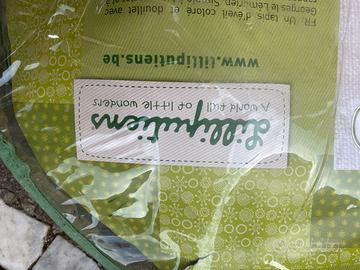 Lilliputiens
A world full of little wonders
www.lilliputiens.be
FR: Un tapis d'éveil coloré et douillet avec
Georges le Lémurien. Simple à